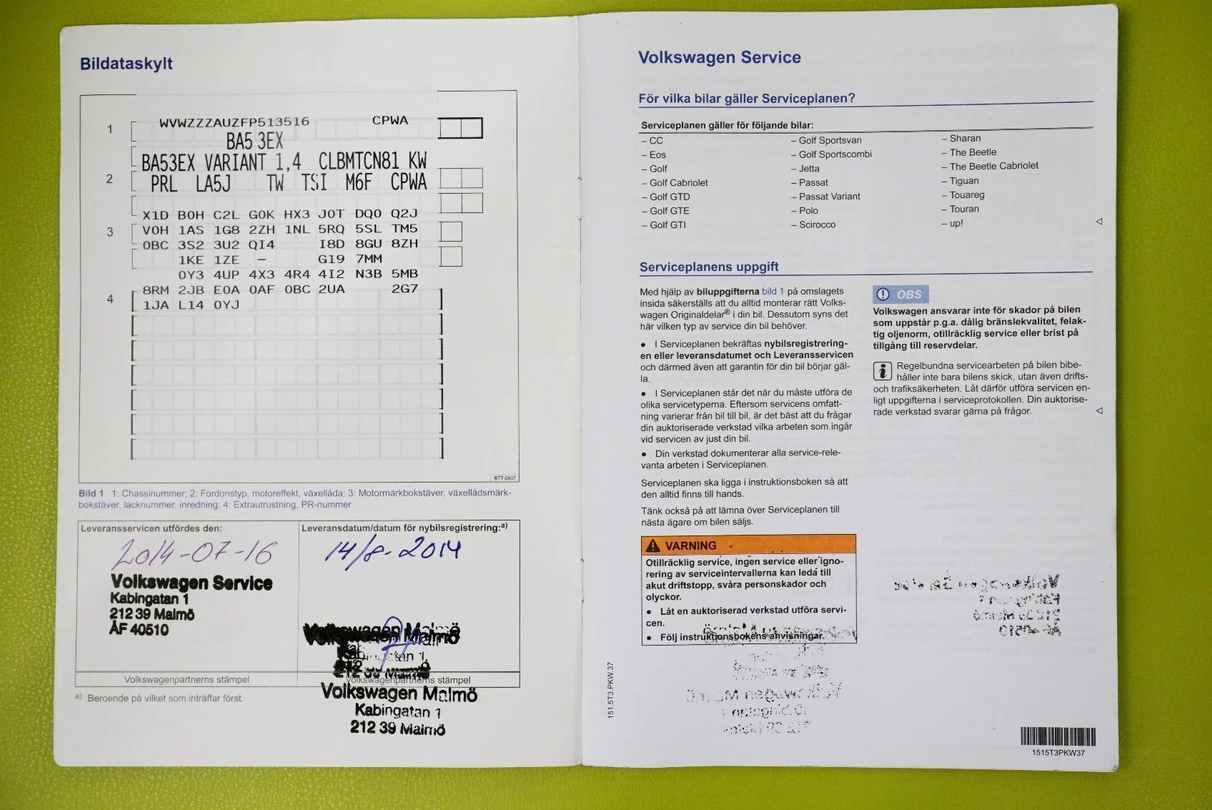 Bildataskylt
1
WVWZZZAUZFP513516 CPWA
BA5 3EX
BA53EX VARIANT 1,4 CLBMTCN81 KW
2
PRL LA5J TW TSI M6F CPWA
X1D B0H C2L G0K HX3 J0T DQ0 Q2J
3
V0H 1AS 1G8 2ZH 1NL 5RQ 5SL TM5
0BC 3S2 3U2 QI4 I8D 8GU 8ZH
1KE 1ZE – G19 7MM
0Y3 4UP 4X3 4R4 4I2 N3B 5MB
4
8RM 2JB E0A 0AF 0BC 2UA 2G7
1JA L14 0YJ
BTT-0507
Bild 1 1: Chassinummer; 2: Fordonstyp, motoreffekt, växellåda; 3: Motormärkbokstäver, växellådsmärk-
bokstäver, lacknummer, inredning; 4: Extrautrustning, PR-nummer
Leveransservicen utfördes den:
2014-07-16
Volkswagen Service
Kabingatan 1
212 39 Malmö
ÅF 40510
Volkswagenpartnerns stämpel
Leveransdatum/datum för nybilsregistrering:a)
14/8-2014
Volkswagen Malmö
212 39 Malmö
Volkswagenpartnerns stämpel
Volkswagen Malmö
Kabingatan 1
212 39 Malmö
a) Beroende på vilket som inträffar först.
Volkswagen Service
För vilka bilar gäller Serviceplanen?
Serviceplanen gäller för följande bilar:
– CC
– Eos
– Golf
– Golf Cabriolet
– Golf GTD
– Golf GTE
– Golf GTI
– Golf Sportsvan
– Golf Sportscombi
– Jetta
– Passat
– Passat Variant
– Polo
– Scirocco
– Sharan
– The Beetle
– The Beetle Cabriolet
– Tiguan
– Touareg
– Touran
– up!
Serviceplanens uppgift
Med hjälp av biluppgifterna bild 1 på omslagets
insida säkerställs att du alltid monterar rätt Volks-
wagen Originaldelar® i din bil. Dessutom syns det
här vilken typ av service din bil behöver.
● I Serviceplanen bekräftas nybilsregistrering-
en eller leveransdatumet och Leveransservicen
och därmed även att garantin för din bil börjar gäl-
la.
● I Serviceplanen står det när du måste utföra de
olika servicetyperna. Eftersom servicens omfatt-
ning varierar från bil till bil, är det bäst att du frågar
din auktoriserade verkstad vilka arbeten som ingår
vid servicen av just din bil.
● Din verkstad dokumenterar alla service-rele-
vanta arbeten i Serviceplanen.
Serviceplanen ska ligga i instruktionsboken så att
den alltid finns till hands.
Tänk också på att lämna över Serviceplanen till
nästa ägare om bilen säljs.
VARNING
Otillräcklig service, ingen service eller igno-
rering av serviceintervallerna kan leda till
akut driftstopp, svåra personskador och
olyckor.
● Låt en auktoriserad verkstad utföra servi-
cen.
● Följ instruktionsbokens anvisningar.
OBS
Volkswagen ansvarar inte för skador på bilen
som uppstår p.g.a. dålig bränslekvalitet, felak-
tig oljenorm, otillräcklig service eller brist på
tillgång till reservdelar.
Regelbundna servicearbeten på bilen bibe-
håller inte bara bilens skick, utan även drifts-
och trafiksäkerheten. Låt därför utföra servicen en-
ligt uppgifterna i serviceprotokollen. Din auktorise-
rade verkstad svarar gärna på frågor.
151.5T3.PKW.37
1515T3PKW37